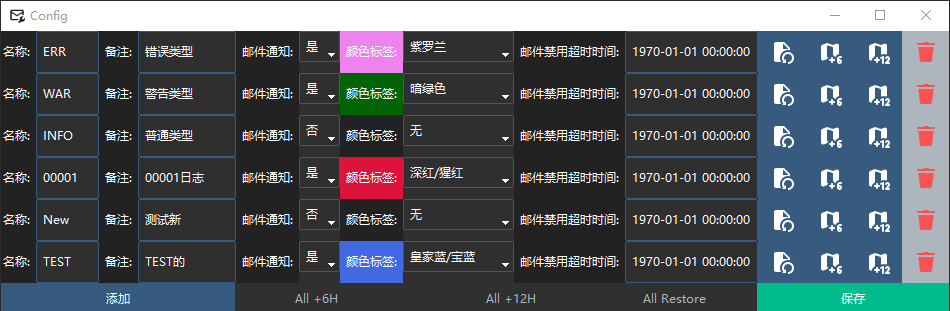 Config
名称: ERR 备注: 错误类型 邮件通知: 是 颜色标签: 紫罗兰 邮件禁用超时时间: 1970-01-01 00:00:00 +6 +12
名称: WAR 备注: 警告类型 邮件通知: 是 颜色标签: 暗绿色 邮件禁用超时时间: 1970-01-01 00:00:00 +6 +12
名称: INFO 备注: 普通类型 邮件通知: 否 颜色标签: 无 邮件禁用超时时间: 1970-01-01 00:00:00 +6 +12
名称: 00001 备注: 00001日志 邮件通知: 是 颜色标签: 深红/猩红 邮件禁用超时时间: 1970-01-01 00:00:00 +6 +12
名称: New 备注: 测试新 邮件通知: 否 颜色标签: 无 邮件禁用超时时间: 1970-01-01 00:00:00 +6 +12
名称: TEST 备注: TEST的 邮件通知: 是 颜色标签: 皇家蓝/宝蓝 邮件禁用超时时间: 1970-01-01 00:00:00 +6 +12
添加 All +6H All +12H All Restore 保存